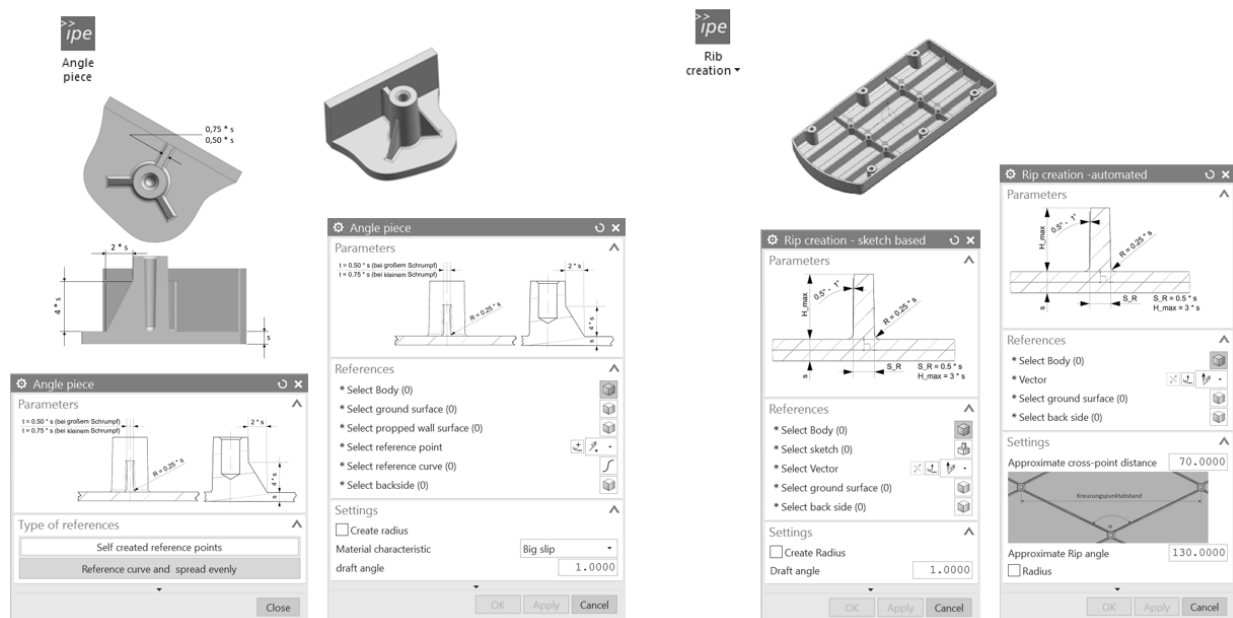 >>
ipe
Angle
piece
0,75 * s
0,50 * s
2 * s
4 * s
s
Angle piece
Parameters
t = 0.50 * s (bei großem Schrumpf)
t = 0.75 * s (bei kleinem Schrumpf)
R = 0.25 * s
2 * s
4 * s
s
Type of references
Self created reference points
Reference curve and spread evenly
Close
Angle piece
Parameters
t = 0.50 * s (bei großem Schrumpf)
t = 0.75 * s (bei kleinem Schrumpf)
R = 0.25 * s
2 * s
4 * s
s
References
* Select Body (0)
* Select ground surface (0)
* Select propped wall surface (0)
* Select reference point
* Select reference curve (0)
* Select backside (0)
Settings
Create radius
Material characteristic Big slip
draft angle 1.0000
OK Apply Cancel
>>
ipe
Rib
creation
Rip creation - sketch based
Parameters
H_max
0.5° - 1°
R = 0.25 * s
s
S_R
S_R = 0.5 * s
H_max = 3 * s
References
* Select Body (0)
* Select sketch (0)
* Select Vector
* Select ground surface (0)
* Select back side (0)
Settings
Create Radius
Draft angle 1.0000
OK Apply Cancel
Rip creation -automated
Parameters
H_max
0.5° - 1°
R = 0.25 * s
s
S_R
S_R = 0.5 * s
H_max = 3 * s
References
* Select Body (0)
* Vector
* Select ground surface (0)
* Select back side (0)
Settings
Approximate cross-point distance 70.0000
Kreuzungspunktabstand
Approximate Rip angle 130.0000
Radius
OK Apply Cancel